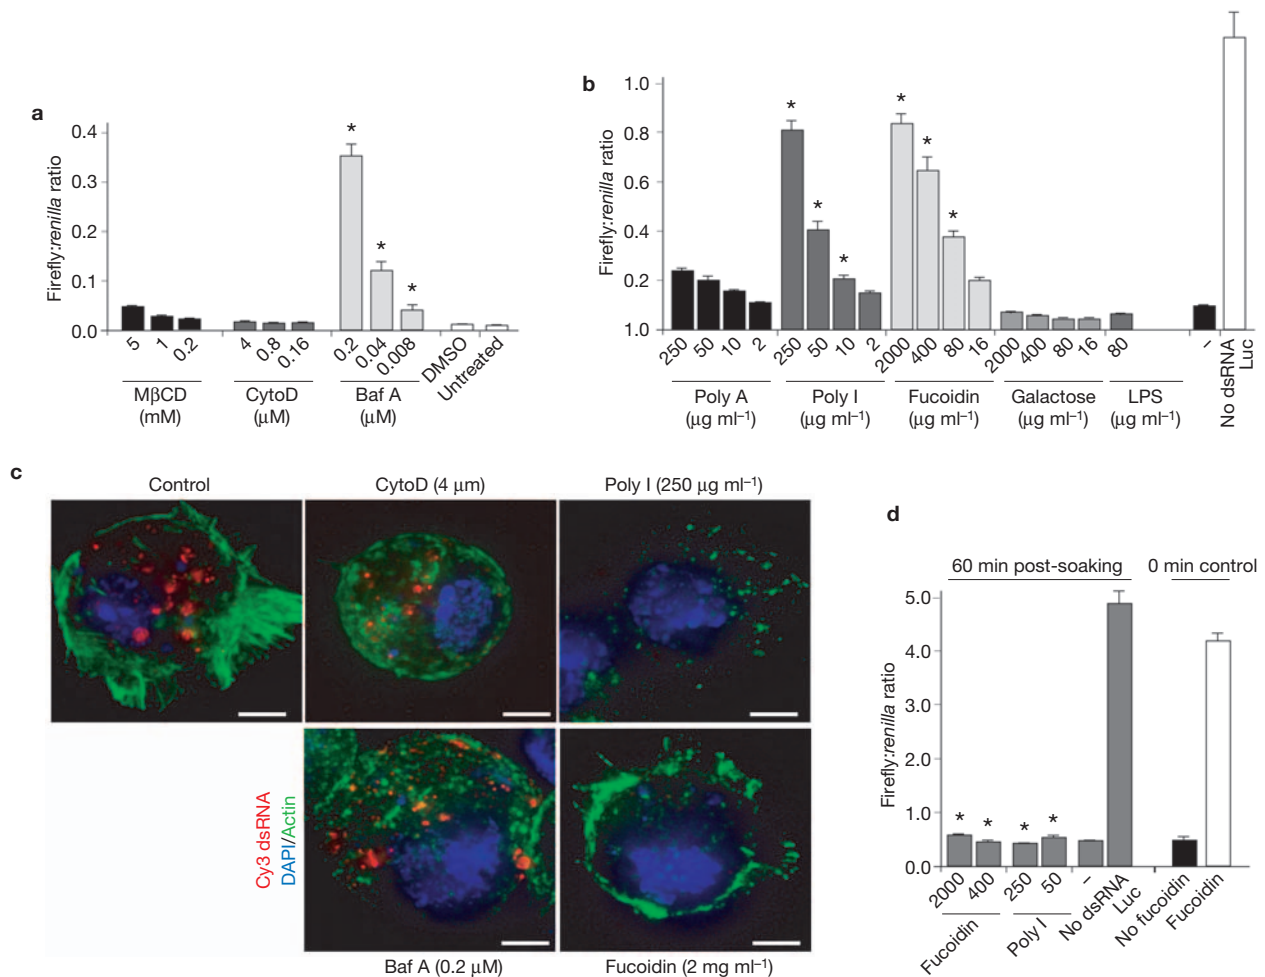 a
Firefly:renilla ratio
0.4
0.3
0.2
0.1
0.0
*
*
*
5 1 0.2 4 0.8 0.16 0.2 0.04 0.008 DMSO Untreated
MβCD CytoD Baf A
(mM) (μM) (μM)
b
Firefly:renilla ratio
1.0
0.8
0.6
0.4
0.2
1.0
* * * * * *
250 50 10 2 250 50 10 2 2000 400 80 16 2000 400 80 16 80 – No dsRNA Luc
Poly A Poly I Fucoidin Galactose LPS
(μg ml⁻¹) (μg ml⁻¹) (μg ml⁻¹) (μg ml⁻¹) (μg ml⁻¹)
c
Control CytoD (4 μm) Poly I (250 μg ml⁻¹)
Cy3 dsRNA
DAPI/Actin
Baf A (0.2 μM) Fucoidin (2 mg ml⁻¹)
d
60 min post-soaking 0 min control
Firefly:renilla ratio
5.0
4.0
3.0
2.0
1.0
0.0
* * * *
2000 400 250 50 – No dsRNA Luc No fucoidin Fucoidin
Fucoidin Poly I